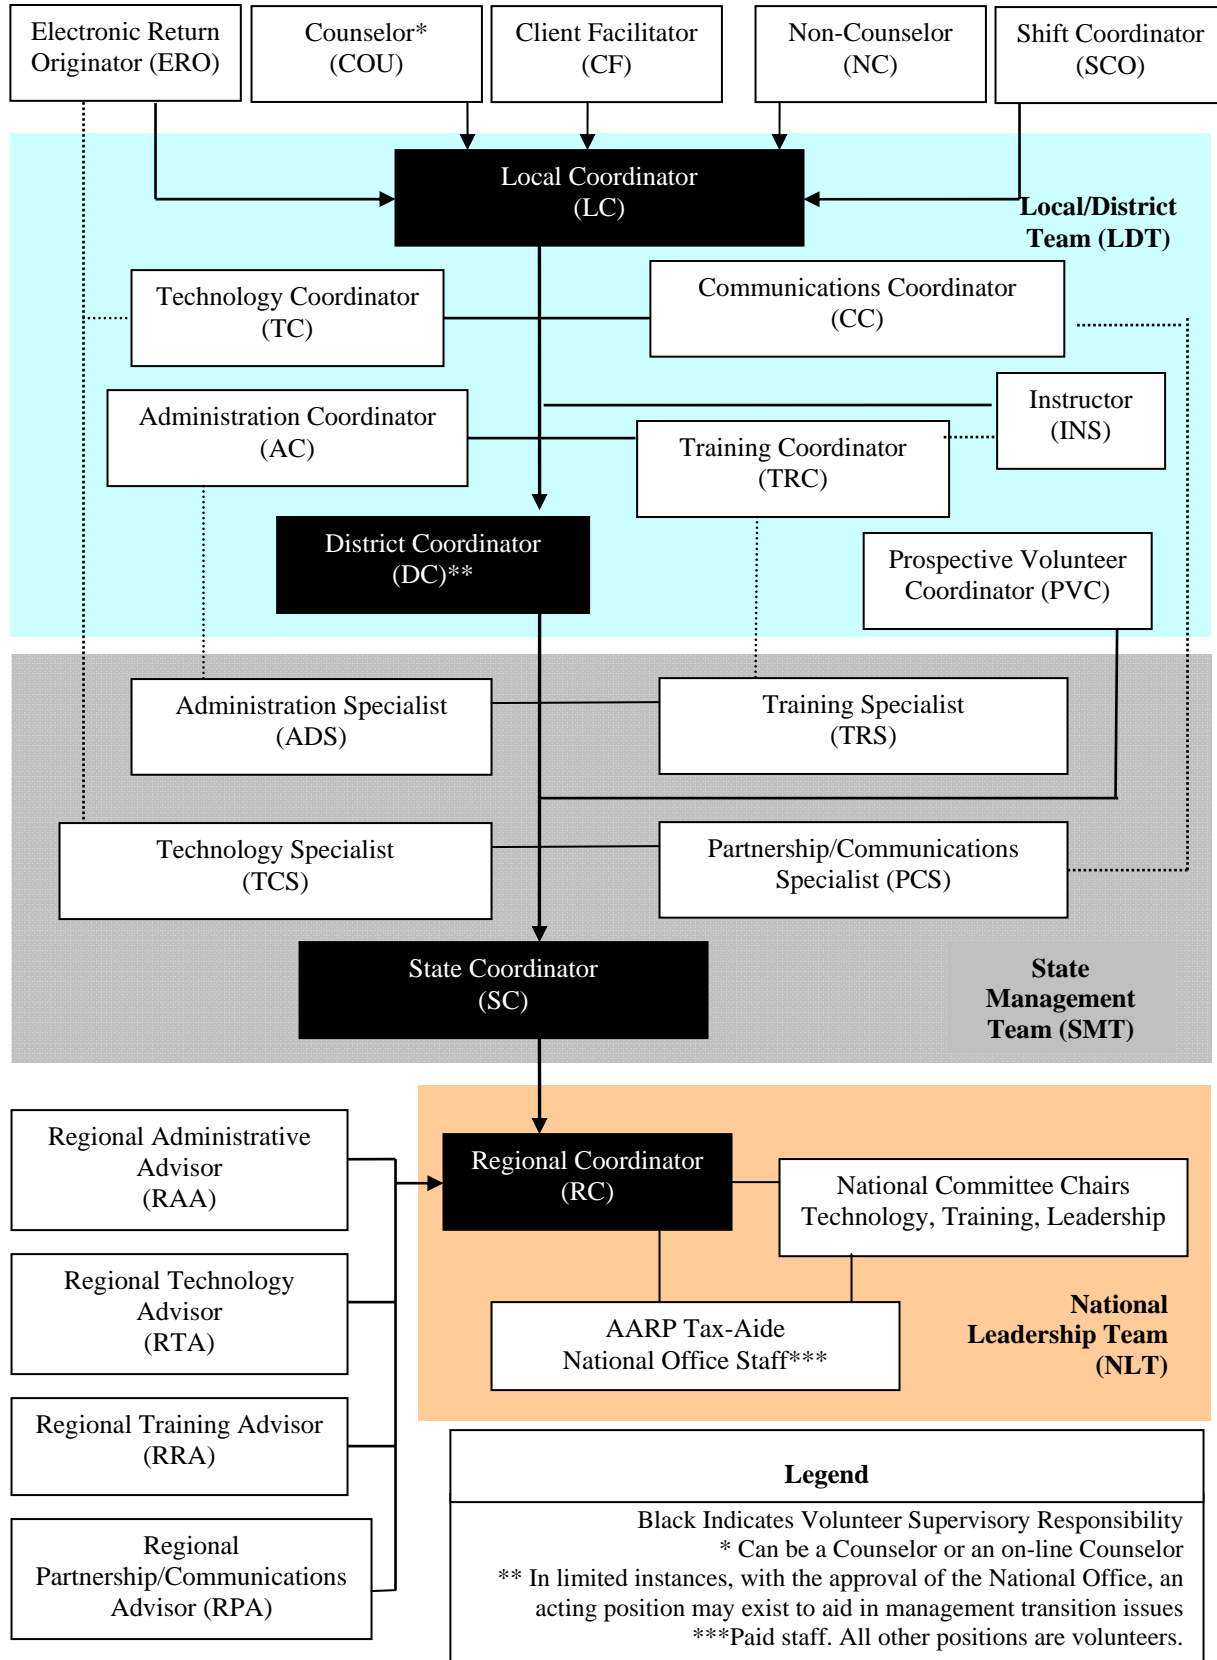 Electronic Return
Originator (ERO)
Counselor*
(COU)
Client Facilitator
(CF)
Non-Counselor
(NC)
Shift Coordinator
(SCO)
Local Coordinator
(LC)
Local/District
Team (LDT)
Technology Coordinator
(TC)
Communications Coordinator
(CC)
Administration Coordinator
(AC)
Training Coordinator
(TRC)
Instructor
(INS)
District Coordinator
(DC)**
Prospective Volunteer
Coordinator (PVC)
Administration Specialist
(ADS)
Training Specialist
(TRS)
Technology Specialist
(TCS)
Partnership/Communications
Specialist (PCS)
State Coordinator
(SC)
State
Management
Team (SMT)
Regional Administrative
Advisor
(RAA)
Regional Coordinator
(RC)
National Committee Chairs
Technology, Training, Leadership
Regional Technology
Advisor
(RTA)
AARP Tax-Aide
National Office Staff***
National
Leadership Team
(NLT)
Regional Training Advisor
(RRA)
Regional
Partnership/Communications
Advisor (RPA)
Legend
Black Indicates Volunteer Supervisory Responsibility
* Can be a Counselor or an on-line Counselor
** In limited instances, with the approval of the National Office, an
acting position may exist to aid in management transition issues
***Paid staff. All other positions are volunteers.